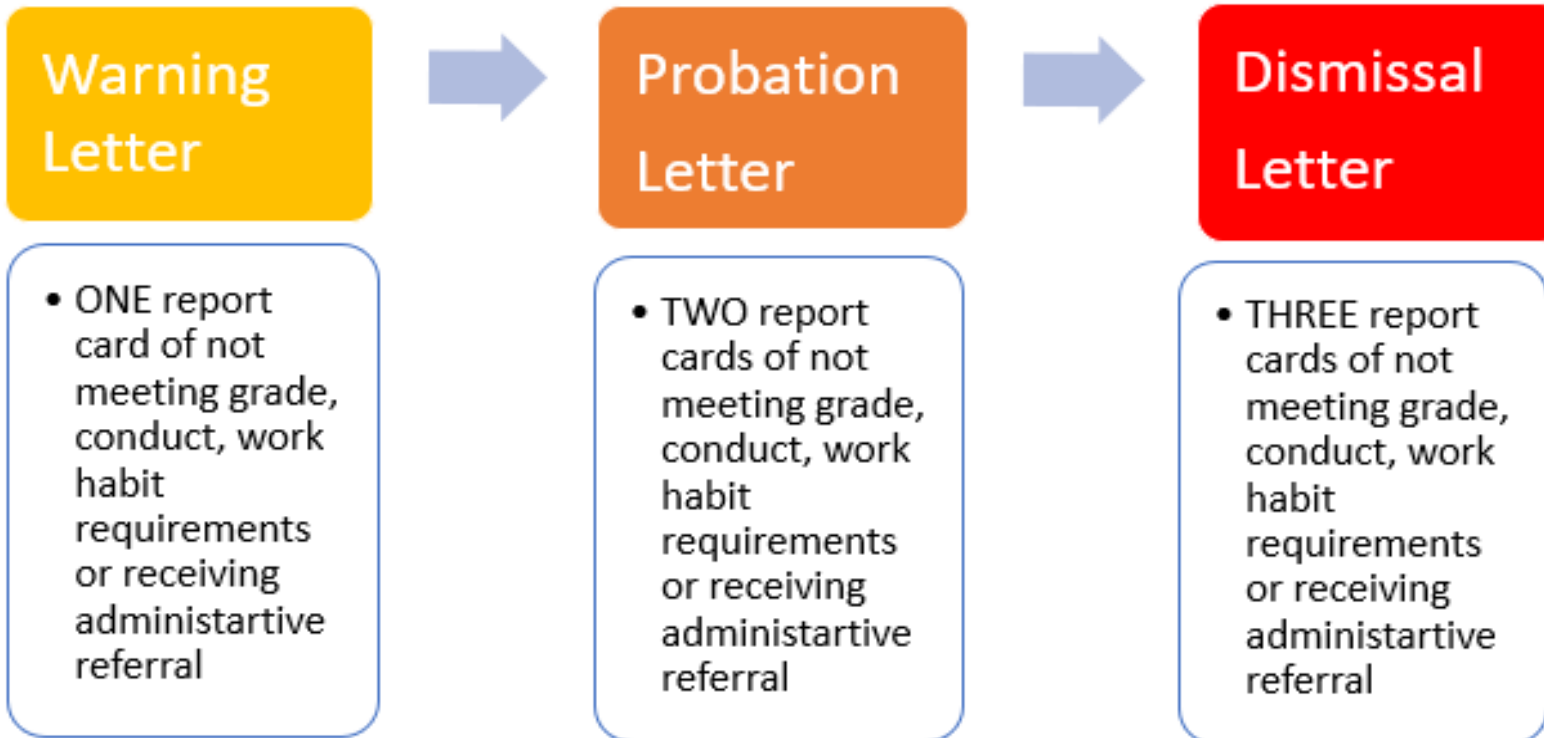 Warning
Letter
• ONE report
card of not
meeting grade,
conduct, work
habit
requirements
or receiving
administartive
referral
Probation
Letter
• TWO report
cards of not
meeting grade,
conduct, work
habit
requirements
or receiving
administartive
referral
Dismissal
Letter
• THREE report
cards of not
meeting grade,
conduct, work
habit
requirements
or receiving
administartive
referral